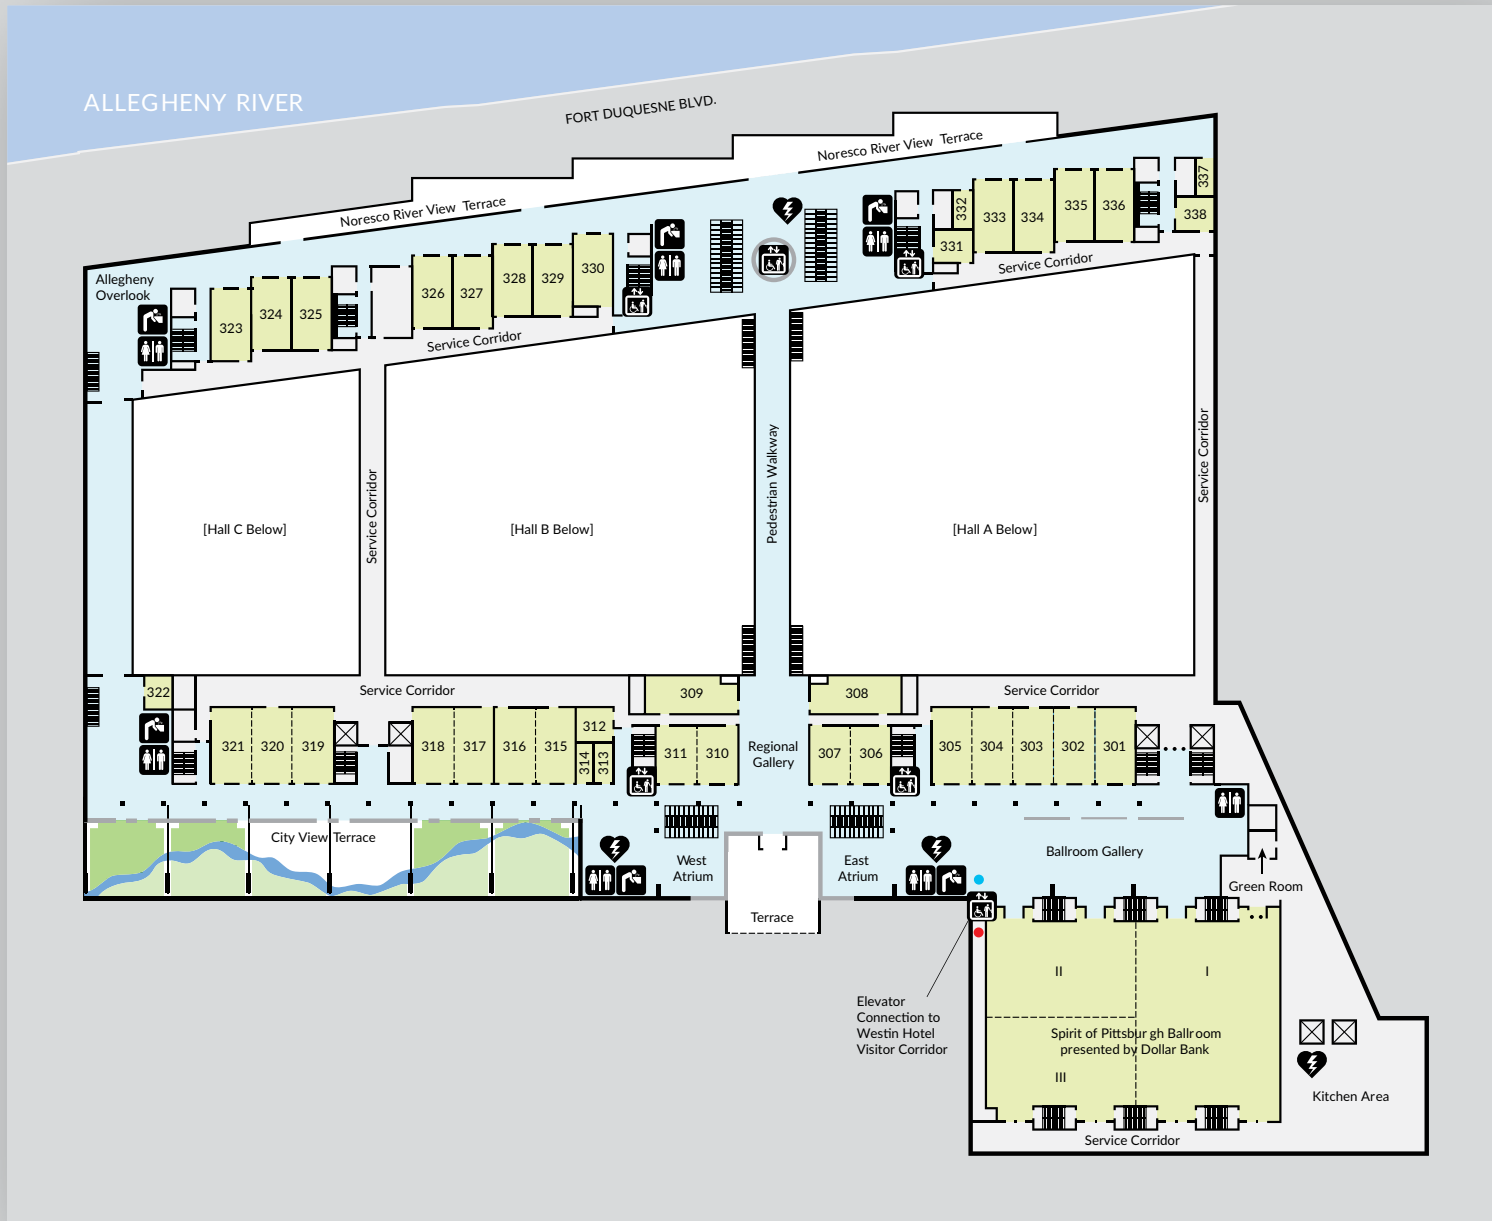 ALLEGHENY RIVER
FORT DUQUESNE BLVD.
Noresco River View Terrace
Noresco River View Terrace
337
332
333
334
335
336
338
331
Service Corridor
Allegheny
Overlook
330
328
329
326
327
323
324
325
Service Corridor
Pedestrian Walkway
Service Corridor
Service Corridor
[Hall C Below]
[Hall B Below]
[Hall A Below]
322
Service Corridor
309
308
Service Corridor
321
320
319
318
317
316
315
312
314
313
311
310
Regional
Gallery
307
306
305
304
303
302
301
City View Terrace
West
Atrium
East
Atrium
Ballroom Gallery
Green Room
Terrace
II
I
Elevator
Connection to
Westin Hotel
Visitor Corridor
Spirit of Pittsburgh Ballroom
presented by Dollar Bank
III
Kitchen Area
Service Corridor